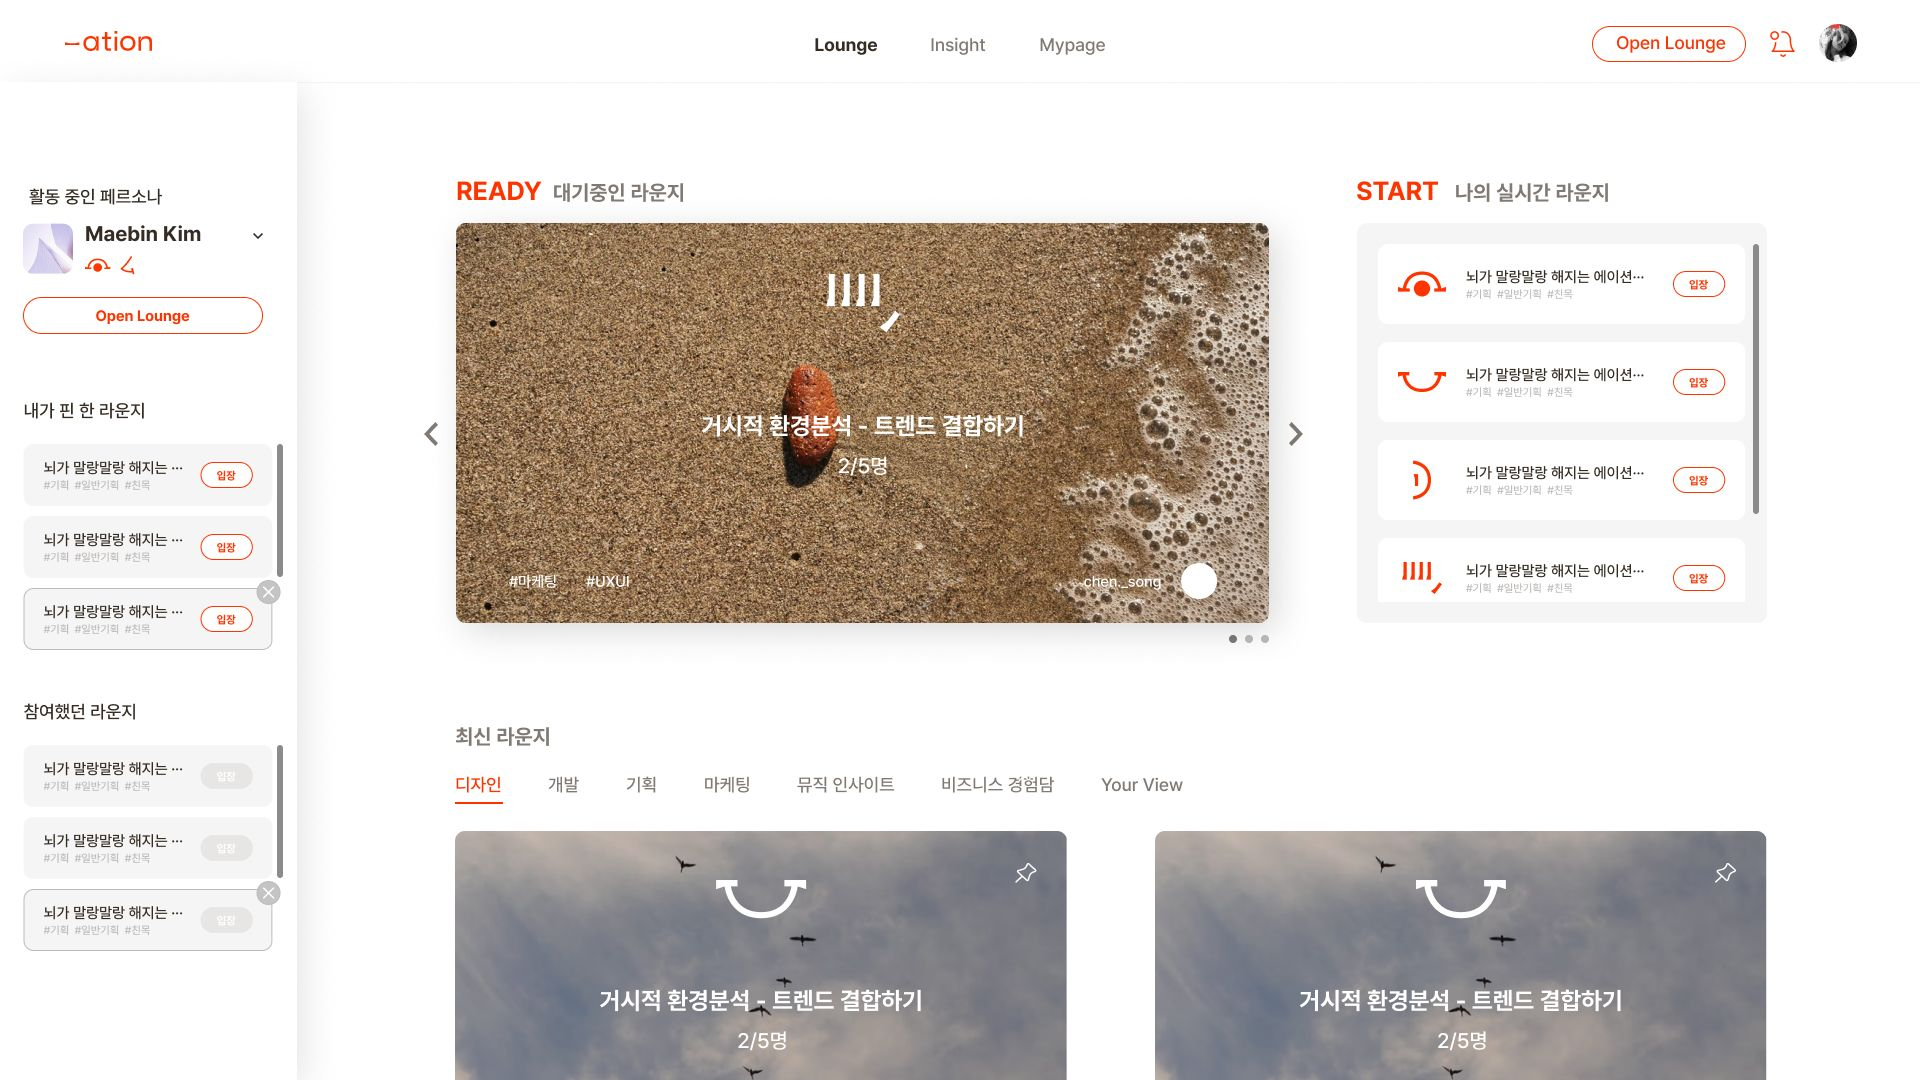 ation
Lounge
Insight
Mypage
Open Lounge
활동 중인 페르소나
Maebin Kim
Open Lounge
내가 핀 한 라운지
뇌가 말랑말랑 해지는 ···
#기획 #일반기획 #친목
입장
뇌가 말랑말랑 해지는 ···
#기획 #일반기획 #친목
입장
뇌가 말랑말랑 해지는 ···
#기획 #일반기획 #친목
입장
참여했던 라운지
뇌가 말랑말랑 해지는 ···
#기획 #일반기획 #친목
입장
뇌가 말랑말랑 해지는 ···
#기획 #일반기획 #친목
입장
뇌가 말랑말랑 해지는 ···
#기획 #일반기획 #친목
입장
READY 대기중인 라운지
거시적 환경분석 - 트렌드 결합하기
2/5명
#마케팅 #UXUI
chen._song
START 나의 실시간 라운지
뇌가 말랑말랑 해지는 에이션···
#기획 #일반기획 #친목
입장
뇌가 말랑말랑 해지는 에이션···
#기획 #일반기획 #친목
입장
뇌가 말랑말랑 해지는 에이션···
#기획 #일반기획 #친목
입장
뇌가 말랑말랑 해지는 에이션···
#기획 #일반기획 #친목
입장
최신 라운지
디자인
개발
기획
마케팅
뮤직 인사이트
비즈니스 경험담
Your View
거시적 환경분석 - 트렌드 결합하기
2/5명
거시적 환경분석 - 트렌드 결합하기
2/5명